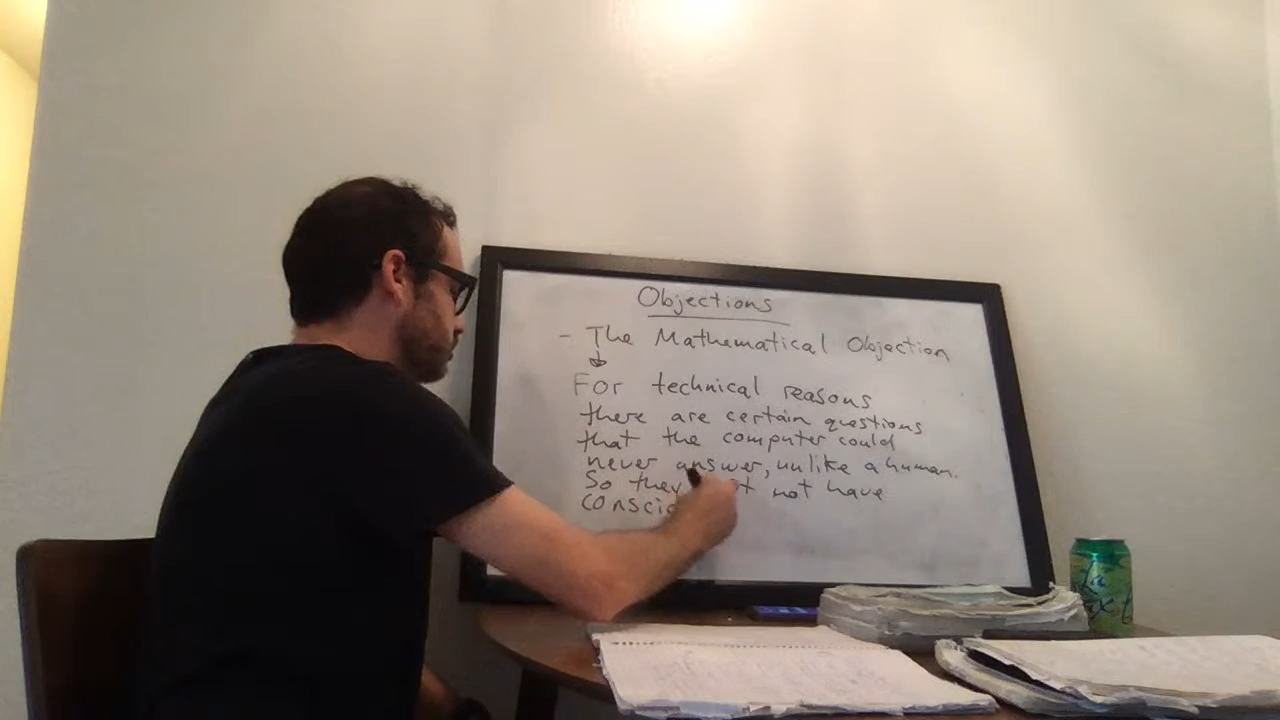 Objections
- The Mathematical Objection
For technical reasons
there are certain questions
that the computer could
never answer, unlike a human.
So they not have
La